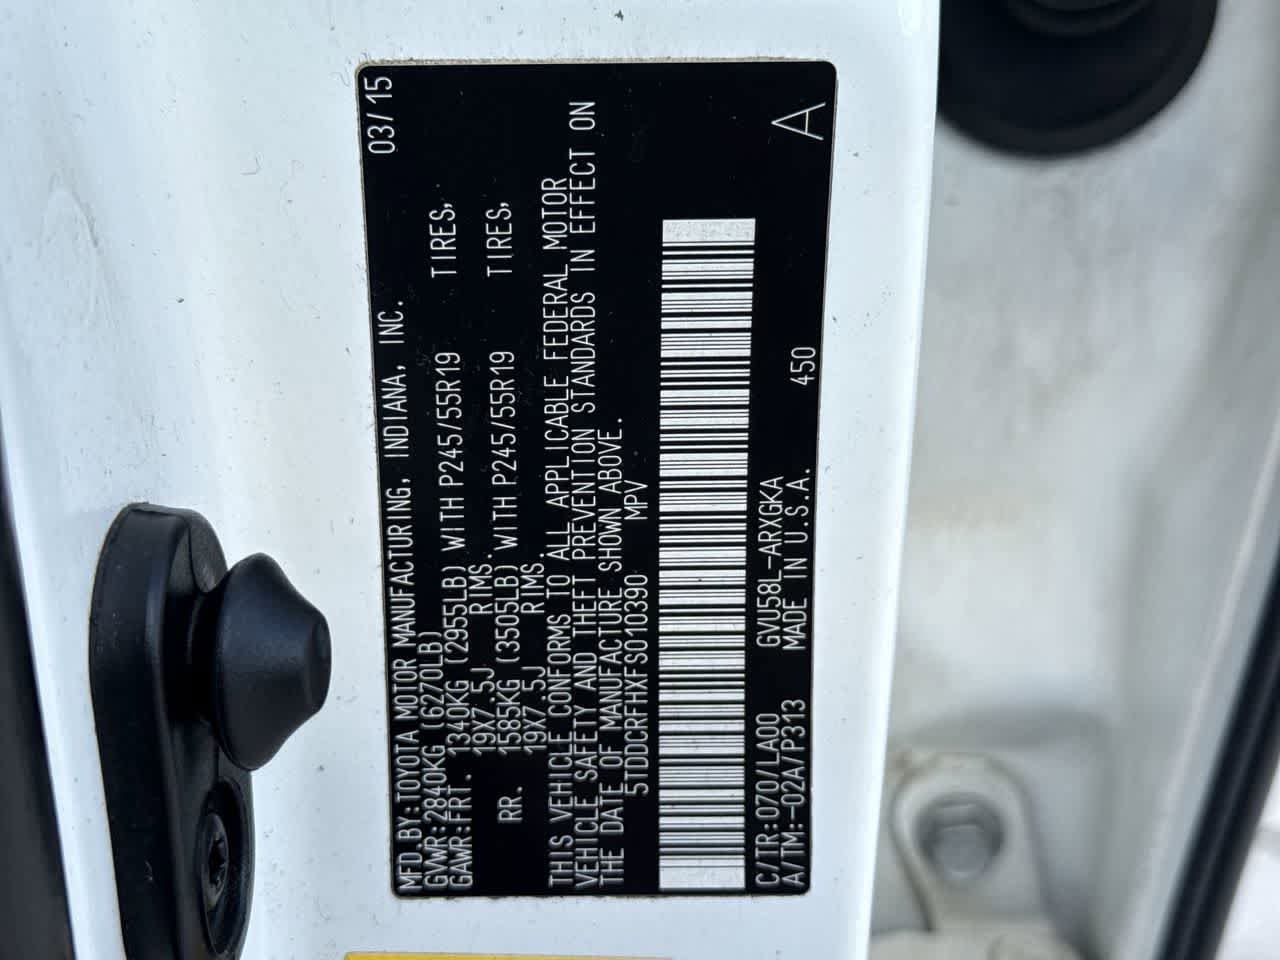 MFD.BY:TOYOTA MOTOR MANUFACTURING, INDIANA, INC. 03/15
GVWR:2840KG (6270LB)
GAWR:FRT. 1340KG (2955LB) WITH P245/55R19 TIRES,
19X7.5J RIMS.
RR. 1585KG (3505LB) WITH P245/55R19 TIRES,
19X7.5J RIMS.
THIS VEHICLE CONFORMS TO ALL APPLICABLE FEDERAL MOTOR
VEHICLE SAFETY AND THEFT PREVENTION STANDARDS IN EFFECT ON
THE DATE OF MANUFACTURE SHOWN ABOVE.
5TDDCRFHXFS010390 MPV
C/TR:070/LA00 GVU58L-ARXGKA
A/TM:-02A/P313 MADE IN U.S.A. 450 A